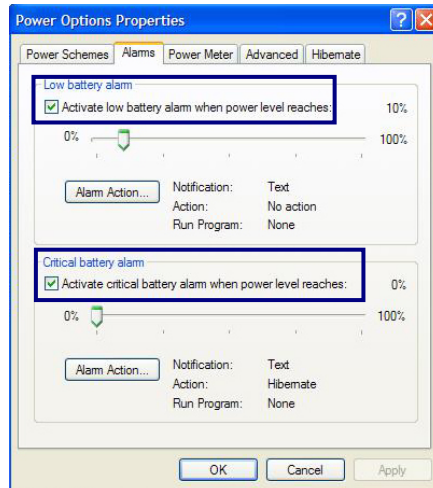 Power Options Properties
Power Schemes Alarms Power Meter Advanced Hibernate
Low battery alarm
Activate low battery alarm when power level reaches: 10%
0% 100%
Alarm Action... Notification: Text
Action: No action
Run Program: None
Critical battery alarm
Activate critical battery alarm when power level reaches: 0%
0% 100%
Alarm Action... Notification: Text
Action: Hibernate
Run Program: None
OK Cancel Apply